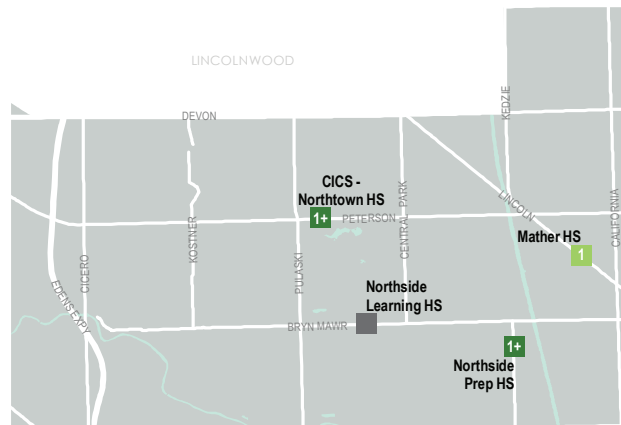 LINCOLNWOOD
DEVON
KEDZIE
CICS -
Northtown HS
1+
PETERSON
CENTRAL PARK
LINCOLN
CALIFORNIA
Mather HS
1
KOSTNER
CICERO
PULASKI
EDENS EXPY
Northside
Learning HS
BRYN MAWR
1+
Northside
Prep HS